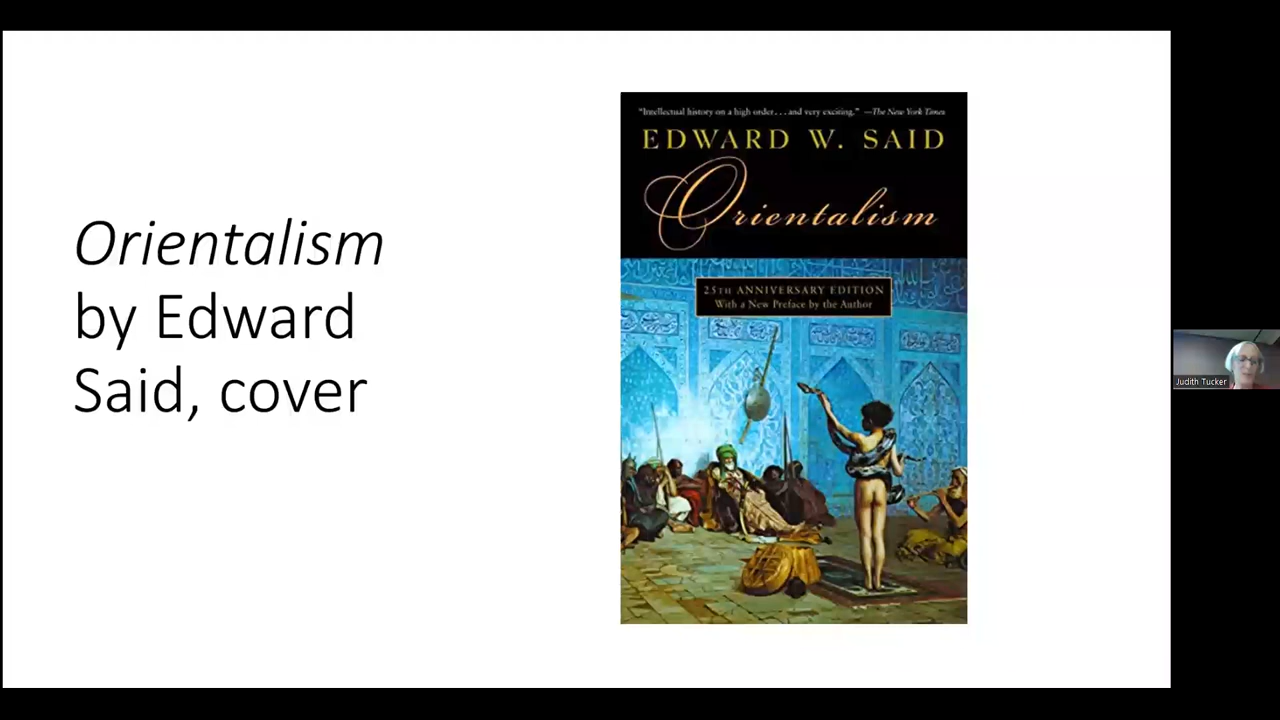 Orientalism
by Edward
Said, cover
"Intellectual history on a high order . . . and very exciting." —The New York Times
EDWARD W. SAID
Orientalism
25TH ANNIVERSARY EDITION
With a New Preface by the Author
Judith Tucker